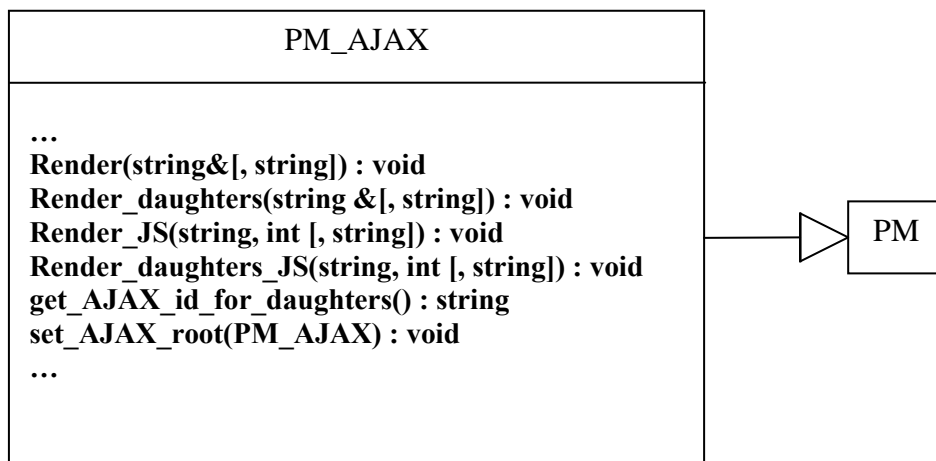 PM_AJAX
…
Render(string&[, string]) : void
Render_daughters(string &[, string]) : void
Render_JS(string, int [, string]) : void
Render_daughters_JS(string, int [, string]) : void
get_AJAX_id_for_daughters() : string
set_AJAX_root(PM_AJAX) : void
…
PM